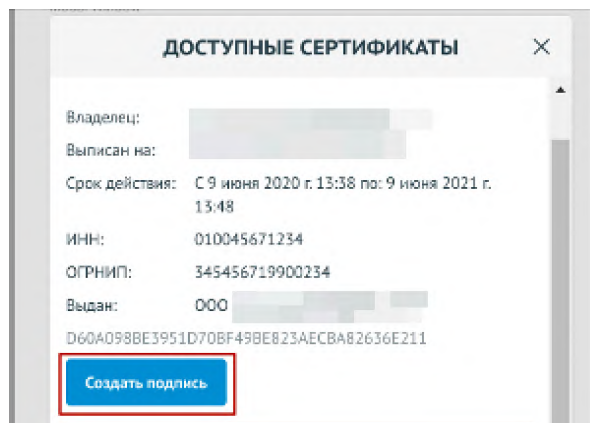 ДОСТУПНЫЕ СЕРТИФИКАТЫ
Владелец:
Выписан на:
Срок действия: С 9 июня 2020 г. 13:38 по: 9 июня 2021 г.
13:48
ИНН: 010045671234
ОГРНИП: 345456719900234
Выдан: ООО
D60A098BE3951D70BF49BE823AECBA82636E211
Создать подпись